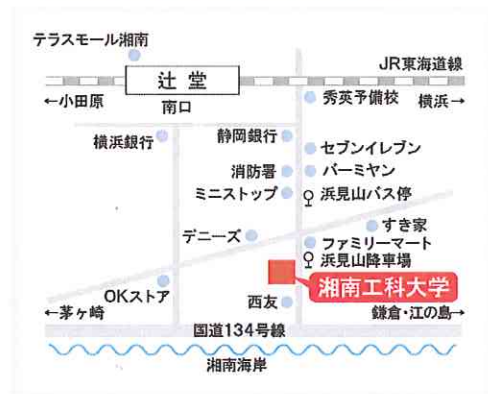 テラスモール湘南
辻堂
JR東海道線
←小田原
南口
秀英予備校
横浜→
横浜銀行
静岡銀行
セブンイレブン
消防署
バーミヤン
ミニストップ
浜見山バス停
すき家
デニーズ
ファミリーマート
浜見山降車場
湘南工科大学
OKストア
西友
←茅ヶ崎
鎌倉・江の島→
国道134号線
湘南海岸